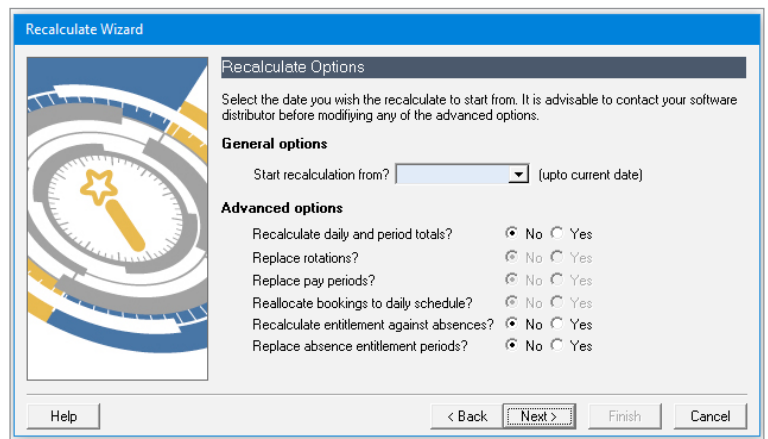 Recalculate Wizard
Recalculate Options
Select the date you wish the recalculate to start from. It is advisable to contact your software
distributor before modifiying any of the advanced options.
General options
Start recalculation from? (upto current date)
Advanced options
Recalculate daily and period totals? No Yes
Replace rotations? No Yes
Replace pay periods? No Yes
Reallocate bookings to daily schedule? No Yes
Recalculate entitlement against absences? No Yes
Replace absence entitlement periods? No Yes
Help < Back Next > Finish Cancel